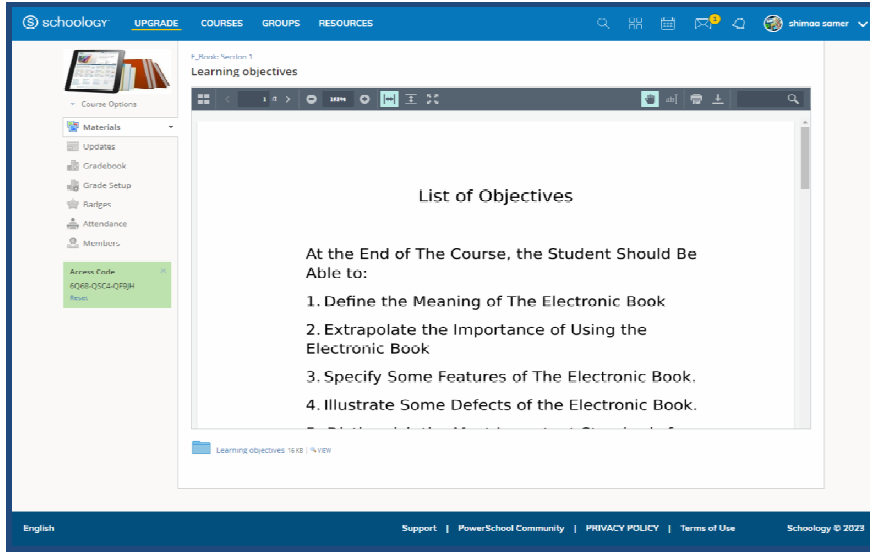 schoology UPGRADE COURSES GROUPS RESOURCES 1 shimaa samer
E_Book: Section 1
Learning objectives
Course Options
Materials
Updates
Gradebook
Grade Setup
Badges
Attendance
Members
Access Code
Reset
1
List of Objectives
At the End of The Course, the Student Should Be
Able to:
1. Define the Meaning of The Electronic Book
2. Extrapolate the Importance of Using the
Electronic Book
3. Specify Some Features of The Electronic Book.
4. Illustrate Some Defects of the Electronic Book.
Learning objectives 16 KB | VIEW
English Support | PowerSchool Community | PRIVACY POLICY | Terms of Use Schoology © 2023